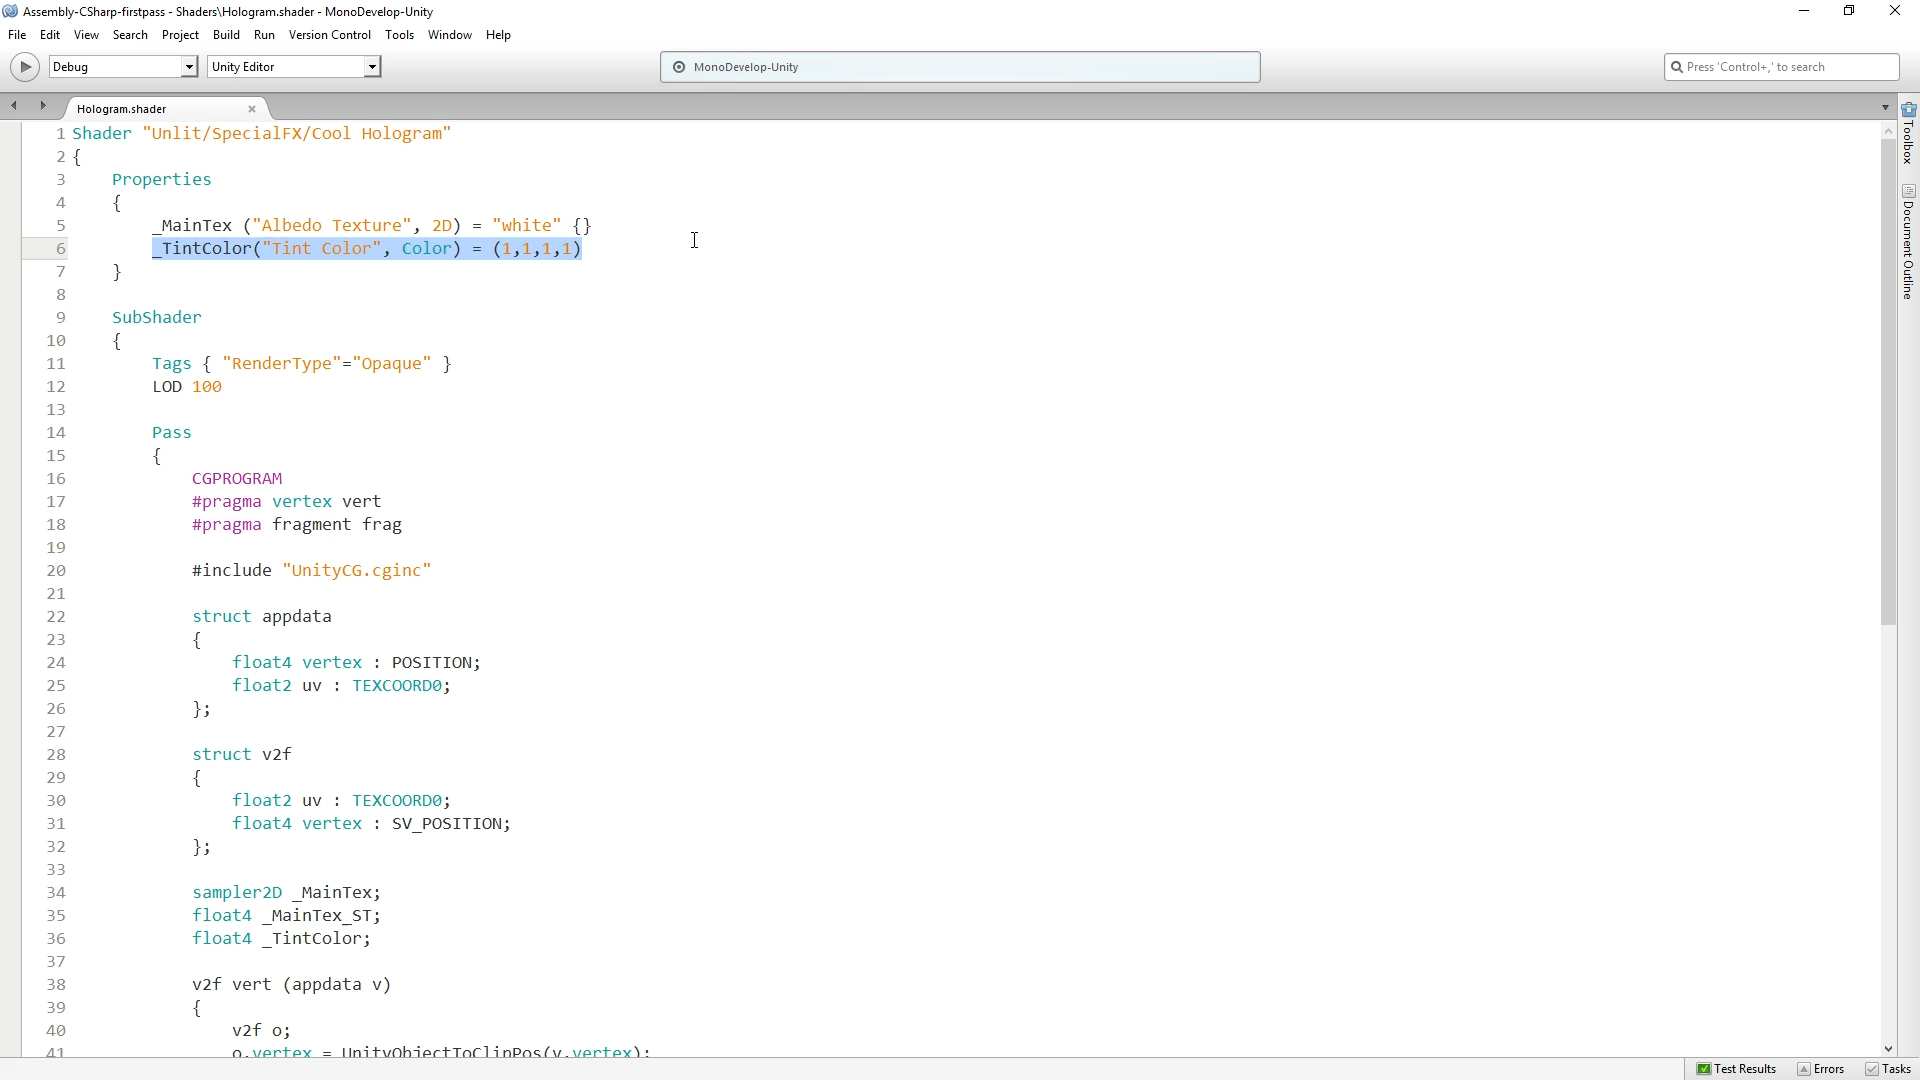 Assembly-CSharp-firstpass - Shaders\Hologram.shader - MonoDevelop-Unity
File Edit View Search Project Build Run Version Control Tools Window Help
Debug Unity Editor MonoDevelop-Unity Press 'Control+,' to search
Hologram.shader
Toolbox
Document Outline
1 Shader "Unlit/SpecialFX/Cool Hologram"
2 {
3 Properties
4 {
5 _MainTex ("Albedo Texture", 2D) = "white" {}
6 _TintColor("Tint Color", Color) = (1,1,1,1)
7 }
8
9 SubShader
10 {
11 Tags { "RenderType"="Opaque" }
12 LOD 100
13
14 Pass
15 {
16 CGPROGRAM
17 #pragma vertex vert
18 #pragma fragment frag
19
20 #include "UnityCG.cginc"
21
22 struct appdata
23 {
24 float4 vertex : POSITION;
25 float2 uv : TEXCOORD0;
26 };
27
28 struct v2f
29 {
30 float2 uv : TEXCOORD0;
31 float4 vertex : SV_POSITION;
32 };
33
34 sampler2D _MainTex;
35 float4 _MainTex_ST;
36 float4 _TintColor;
37
38 v2f vert (appdata v)
39 {
40 v2f o;
41 o.vertex = UnityObjectToClipPos(v.vertex);
Test Results Errors Tasks